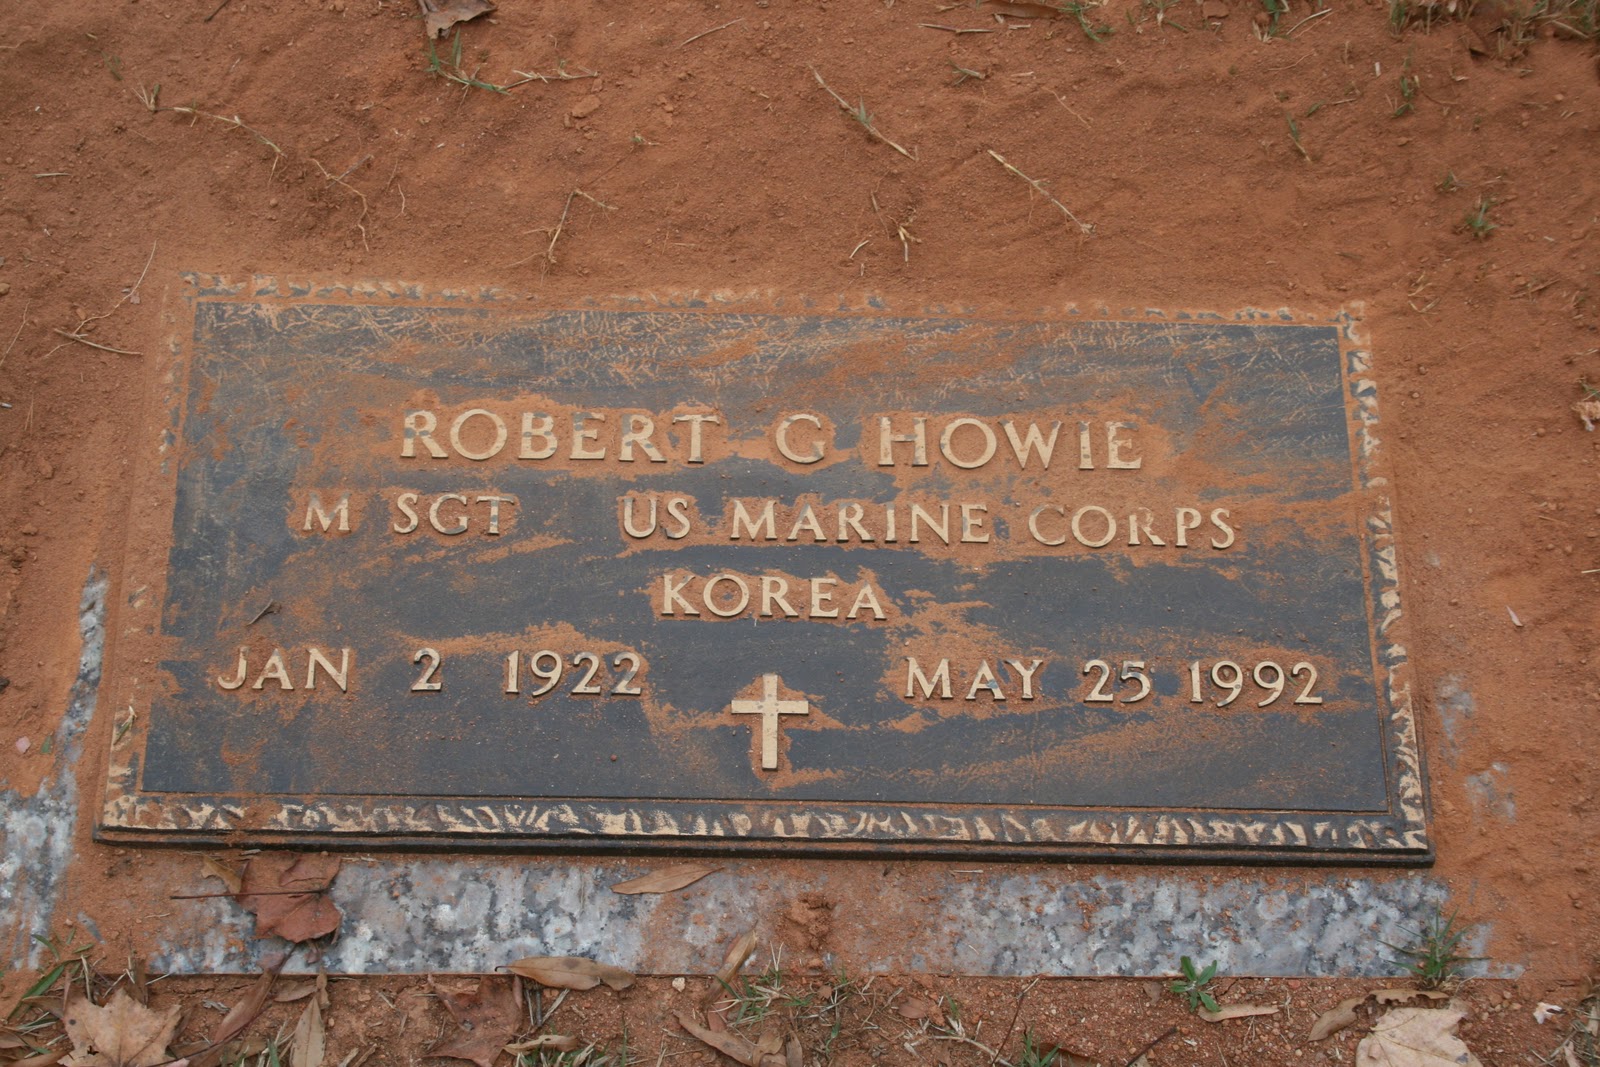 ROBERT G HOWIE
M SGT US MARINE CORPS
KOREA
JAN 2 1922 MAY 25 1992